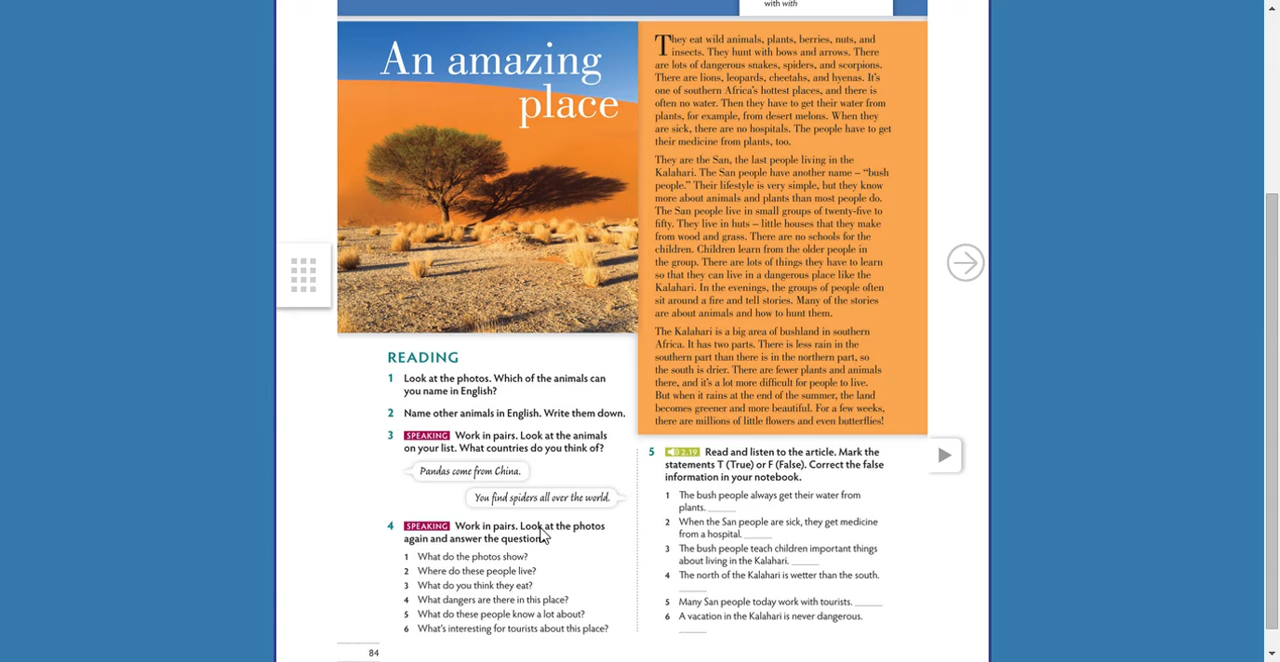 with with
An amazing
place
They eat wild animals, plants, berries, nuts, and
insects. They hunt with bows and arrows. There
are lots of dangerous snakes, spiders, and scorpions.
There are lions, leopards, cheetahs, and hyenas. It's
one of southern Africa's hottest places, and there is
often no water. Then they have to get their water from
plants, for example, from desert melons. When they
are sick, there are no hospitals. The people have to get
their medicine from plants, too.
They are the San, the last people living in the
Kalahari. The San people have another name – “bush
people.” Their lifestyle is very simple, but they know
more about animals and plants than most people do.
The San people live in small groups of twenty-five to
fifty. They live in huts – little houses that they make
from wood and grass. There are no schools for the
children. Children learn from the older people in
the group. There are lots of things they have to learn
so that they can live in a dangerous place like the
Kalahari. In the evenings, the groups of people often
sit around a fire and tell stories. Many of the stories
are about animals and how to hunt them.
The Kalahari is a big area of bushland in southern
Africa. It has two parts. There is less rain in the
southern part than there is in the northern part, so
the south is drier. There are fewer plants and animals
there, and it's a lot more difficult for people to live.
But when it rains at the end of the summer, the land
becomes greener and more beautiful. For a few weeks,
there are millions of little flowers and even butterflies!
READING
1 Look at the photos. Which of the animals can
you name in English?
2 Name other animals in English. Write them down.
3 SPEAKING Work in pairs. Look at the animals
on your list. What countries do you think of?
Pandas come from China.
You find spiders all over the world.
4 SPEAKING Work in pairs. Look at the photos
again and answer the question
1 What do the photos show?
2 Where do these people live?
3 What do you think they eat?
4 What dangers are there in this place?
5 What do these people know a lot about?
6 What's interesting for tourists about this place?
5 2.19 Read and listen to the article. Mark the
statements T (True) or F (False). Correct the false
information in your notebook.
1 The bush people always get their water from
plants.
2 When the San people are sick, they get medicine
from a hospital.
3 The bush people teach children important things
about living in the Kalahari.
4 The north of the Kalahari is wetter than the south.
5 Many San people today work with tourists.
6 A vacation in the Kalahari is never dangerous.
84